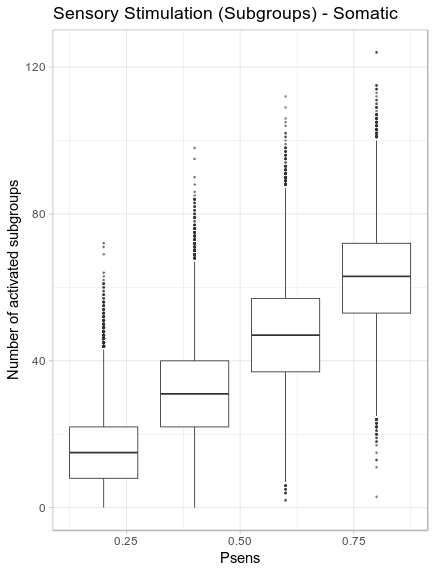 Sensory Stimulation (Subgroups) - Somatic
120
80
40
0
Number of activated subgroups
0.25 0.50 0.75
Psens